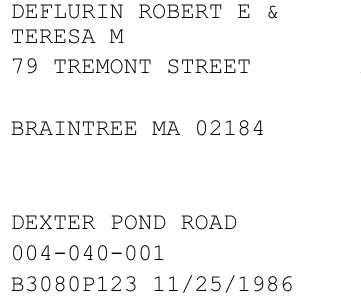 DEFLURIN ROBERT E &
TERESA M
79 TREMONT STREET
BRAINTREE MA 02184
DEXTER POND ROAD
004-040-001
B3080P123 11/25/1986